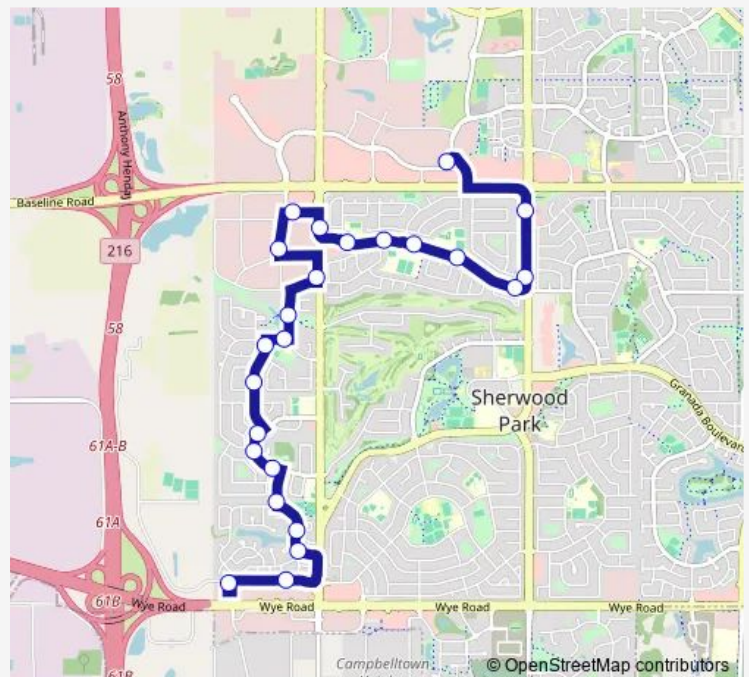 58
Anthony Henday
Baseline Road
216
58
Sherwood
Park
Granada Boulevard
61A-B
61A
61B
Wye Road
Wye Road
Wye Road
Wye Road
Campbelltown
61B
© OpenStreetMap contributors